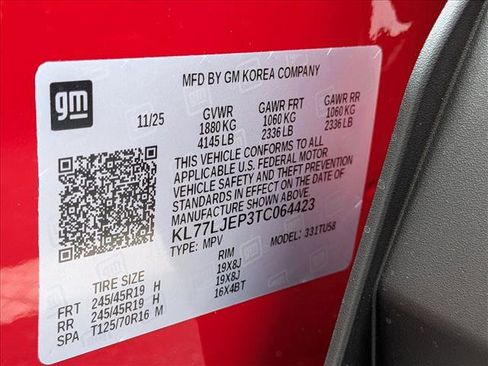 gm
MFD BY GM KOREA COMPANY
11/25 GVWR GAWR FRT GAWR RR
1880 KG 1060 KG 1060 KG
4145 LB 2336 LB 2336 LB
THIS VEHICLE CONFORMS TO ALL
APPLICABLE U.S. FEDERAL MOTOR
VEHICLE SAFETY AND THEFT PREVENTION
STANDARDS IN EFFECT ON THE DATE OF
MANUFACTURE SHOWN ABOVE.
KL77LJEP3TC064423
TYPE: MPV MODEL: 331TU58
TIRE SIZE RIM
FRT 245/45R19 H 19X8J
RR 245/45R19 H 19X8J
SPA T125/70R16 M 16X4BT